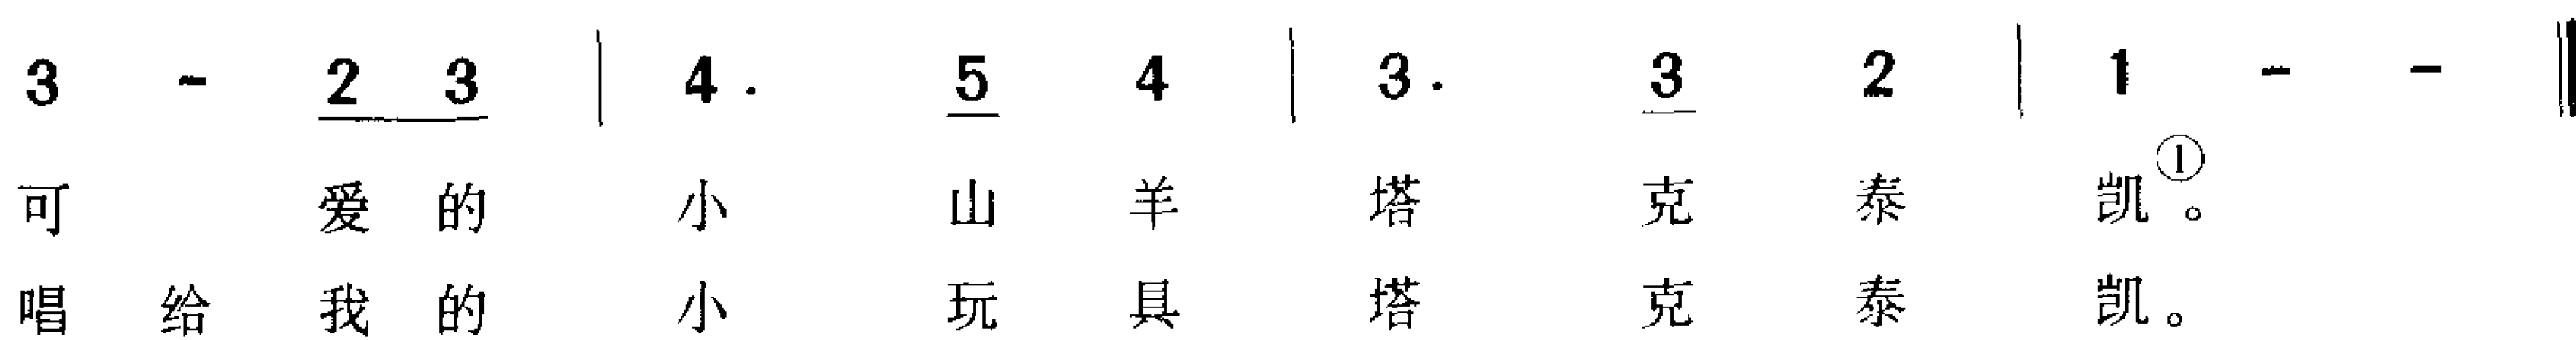 3 - 2 3 | 4 . 5 4 | 3 . 3 2 | 1 - - ‖
可 爱 的 小 山 羊 塔 克 泰 凯①。
唱 给 我 的 小 玩 具 塔 克 泰 凯。